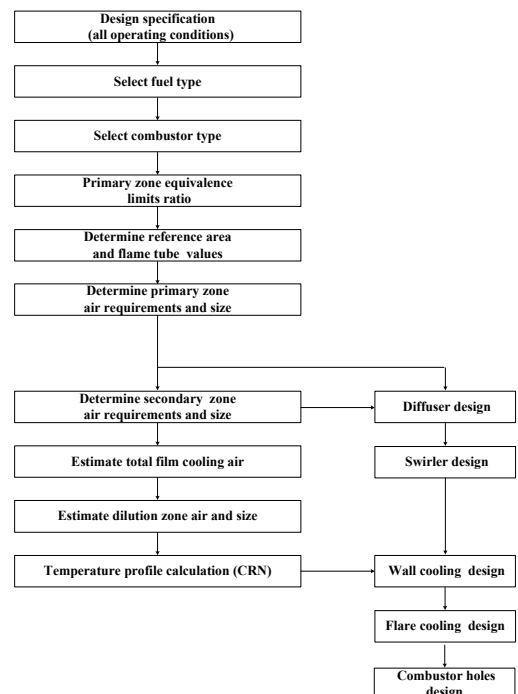 Design specification
(all operating conditions)
Select fuel type
Select combustor type
Primary zone equivalence
limits ratio
Determine reference area
and flame tube values
Determine primary zone
air requirements and size
Determine secondary zone
air requirements and size
Diffuser design
Estimate total film cooling air
Swirler design
Estimate dilution zone air and size
Temperature profile calculation (CRN)
Wall cooling design
Flare cooling design
Combustor holes
design